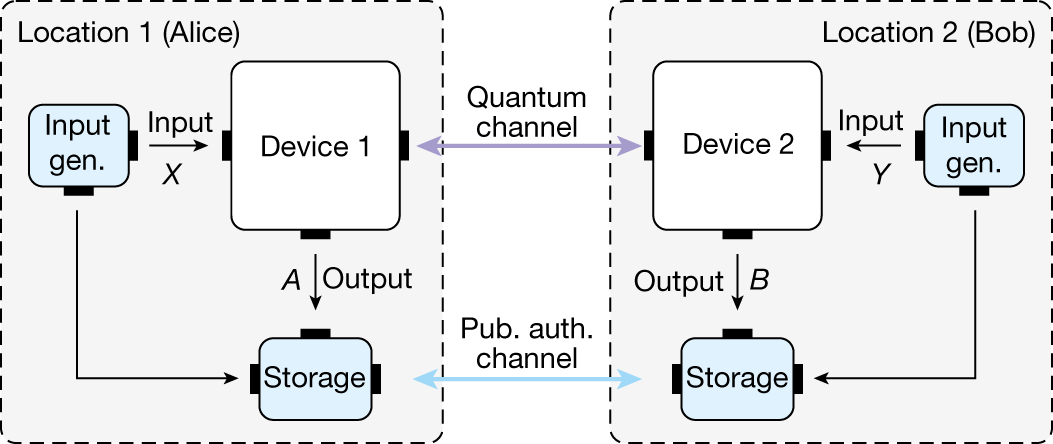 Location 1 (Alice)
Location 2 (Bob)
Input
gen.
Input
X
Device 1
Quantum
channel
Device 2
Input
Y
Input
gen.
A
Output
Output
B
Pub. auth.
channel
Storage
Storage